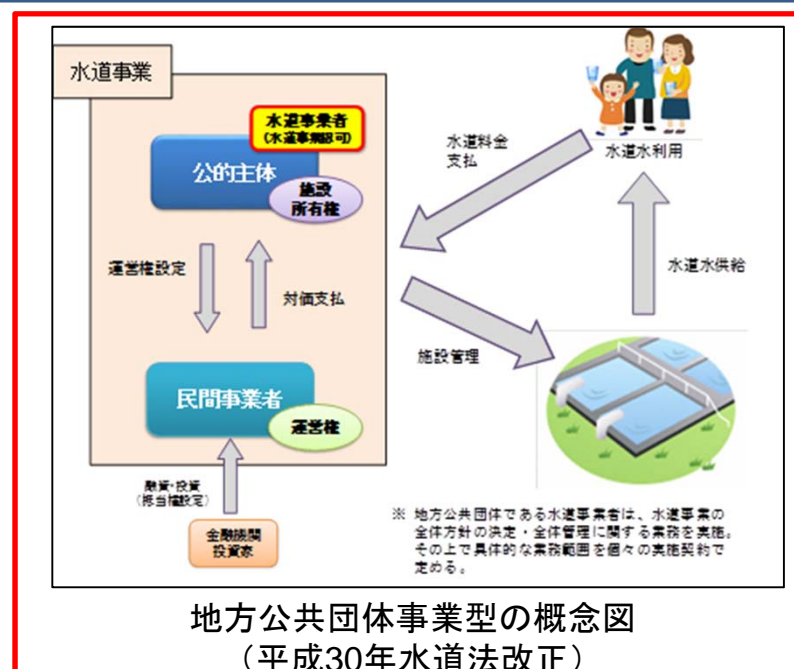 水道事業
水道事業者
(水道事業認可)
公的主体
施設
所有権
運営権設定
対価支払
民間事業者
運営権
融資・投資
(抵当権設定)
金融機関
投資家
水道料金
支払
水道水利用
水道水供給
施設管理
※ 地方公共団体である水道事業者は、水道事業の
全体方針の決定・全体管理に関する業務を実施。
その上で具体的な業務範囲を個々の実施契約で
定める。
地方公共団体事業型の概念図
（平成30年水道法改正）